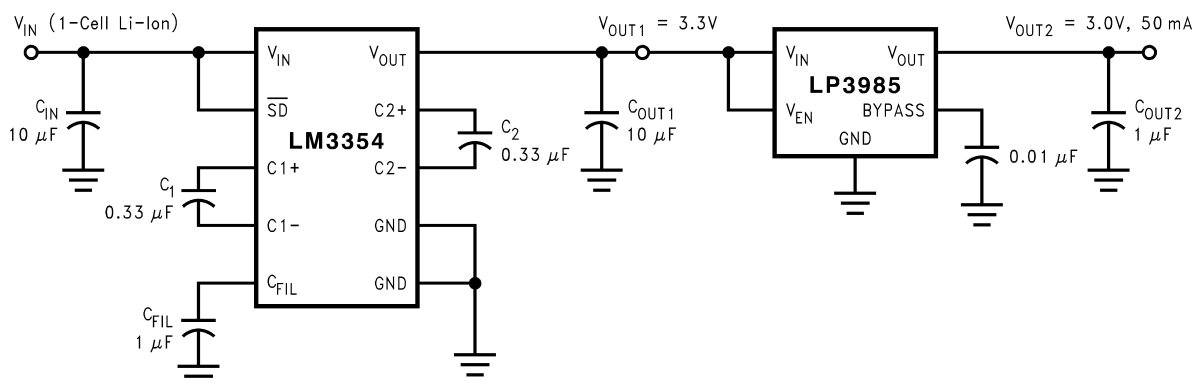 V_IN (1-Cell Li-Ion)
V_OUT1 = 3.3V
V_OUT2 = 3.0V, 50 mA
C_IN
10 µF
V_IN
V_OUT
SD
C2+
LM3354
C1+
C2-
C1-
GND
C_FIL
GND
C_1
0.33 µF
C_FIL
1 µF
C_2
0.33 µF
C_OUT1
10 µF
V_IN
V_OUT
LP3985
V_EN
BYPASS
GND
0.01 µF
C_OUT2
1 µF